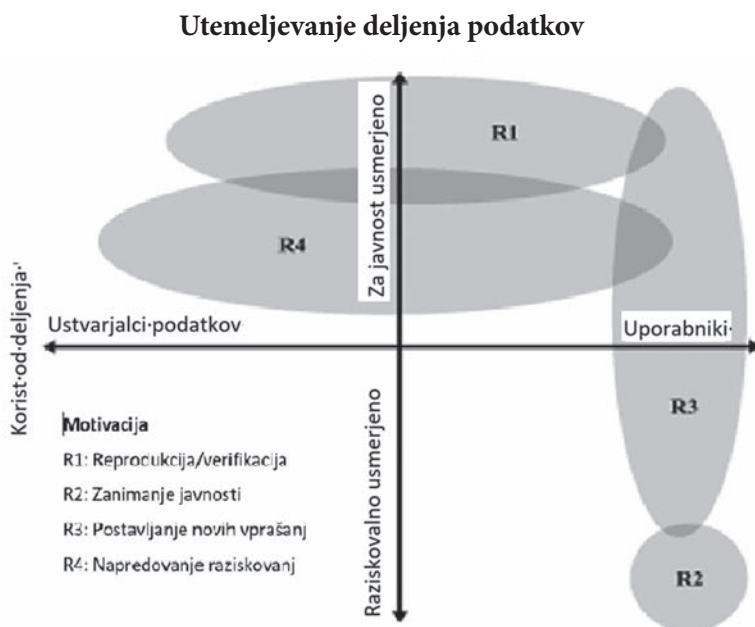 Utemeljevanje deljenja podatkov
Za javnost usmerjeno
R1
R4
Korist·od·deljenja·'
Ustvarjalci·podatkov
Uporabniki·
R3
Motivacija
R1: Reprodukcija/verifikacija
R2: Zanimanje javnosti
R3: Postavljanje novih vprašanj
R4: Napredovanje raziskovanj
Raziskovalno usmerjeno
R2